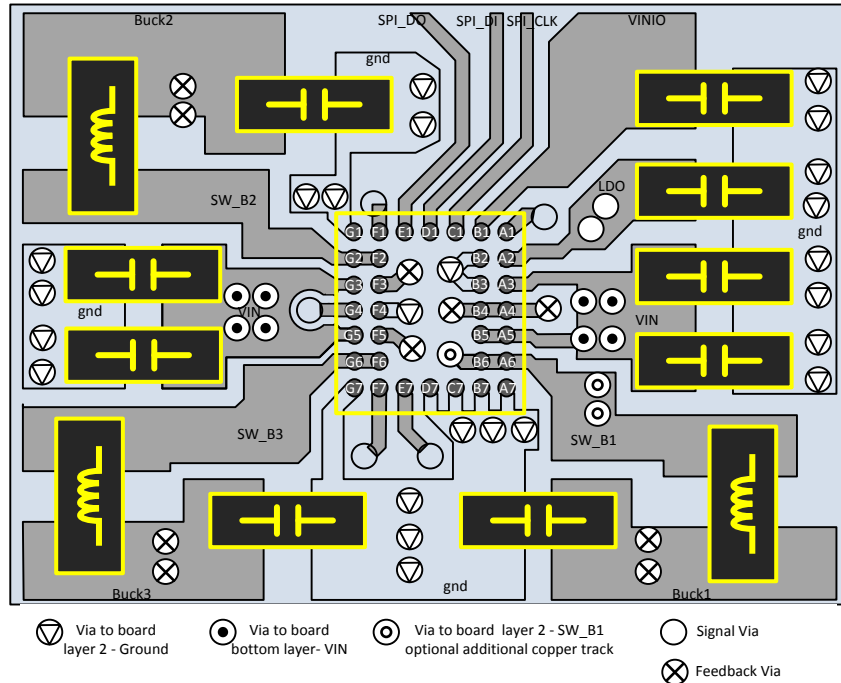 Buck2
SPI_DO
SPI_DI
SPI_CLK
VINIO
gnd
SW_B2
LDO
gnd
G1 F1 E1 D1 C1 B1 A1
G2 F2 B2 A2
G3 F3 B3 A3
gnd
VIN
G4 F4 B4 A4
VIN
G5 F5 B5 A5
G6 F6 B6 A6
G7 F7 E7 D7 C7 B7 A7
SW_B3
SW_B1
Buck3
gnd
Buck1
Via to board
layer 2 - Ground
Via to board
bottom layer- VIN
Via to board layer 2 - SW_B1
optional additional copper track
Signal Via
Feedback Via